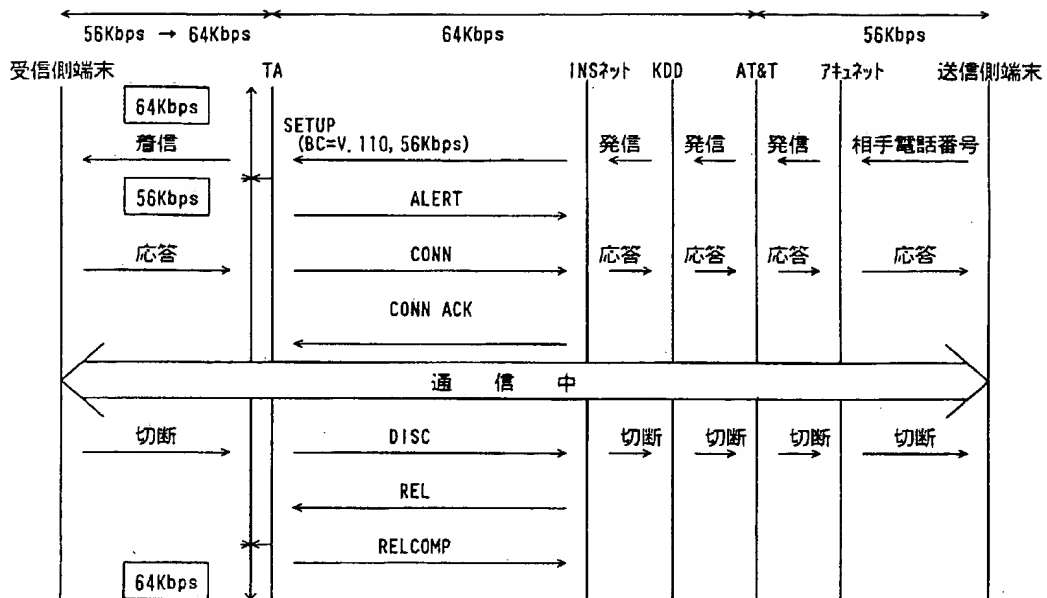 56Kbps → 64Kbps 64Kbps 56Kbps
受信側端末 TA INSネット KDD AT&T アキュネット 送信側端末
64Kbps
SETUP
着信 (BC=V.110,56Kbps) 発信 発信 発信 相手電話番号
56Kbps ALERT
応答 CONN 応答 応答 応答 応答
CONN ACK
通信中
切断 DISC 切断 切断 切断 切断
REL
RELCOMP
64Kbps